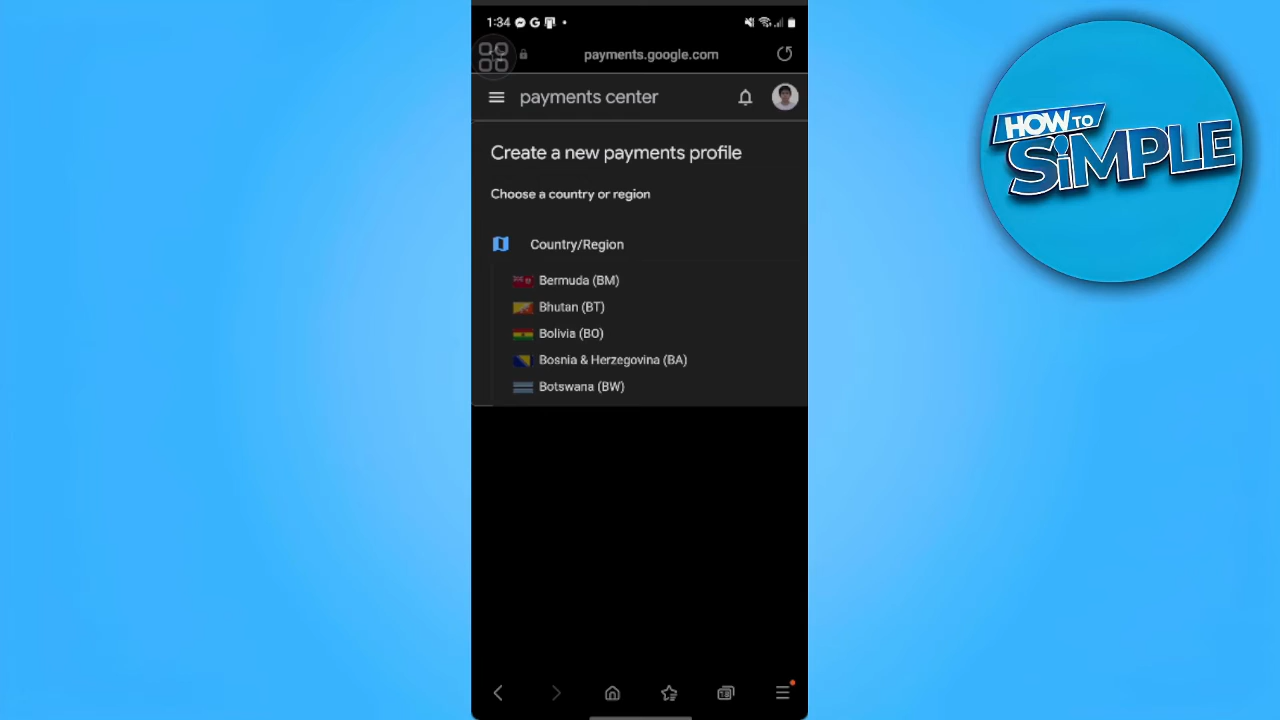 1:34
payments.google.com
payments center
Create a new payments profile
Choose a country or region
Country/Region
Bermuda (BM)
Bhutan (BT)
Bolivia (BO)
Bosnia & Herzegovina (BA)
Botswana (BW)
HOW TO
SiMPLE